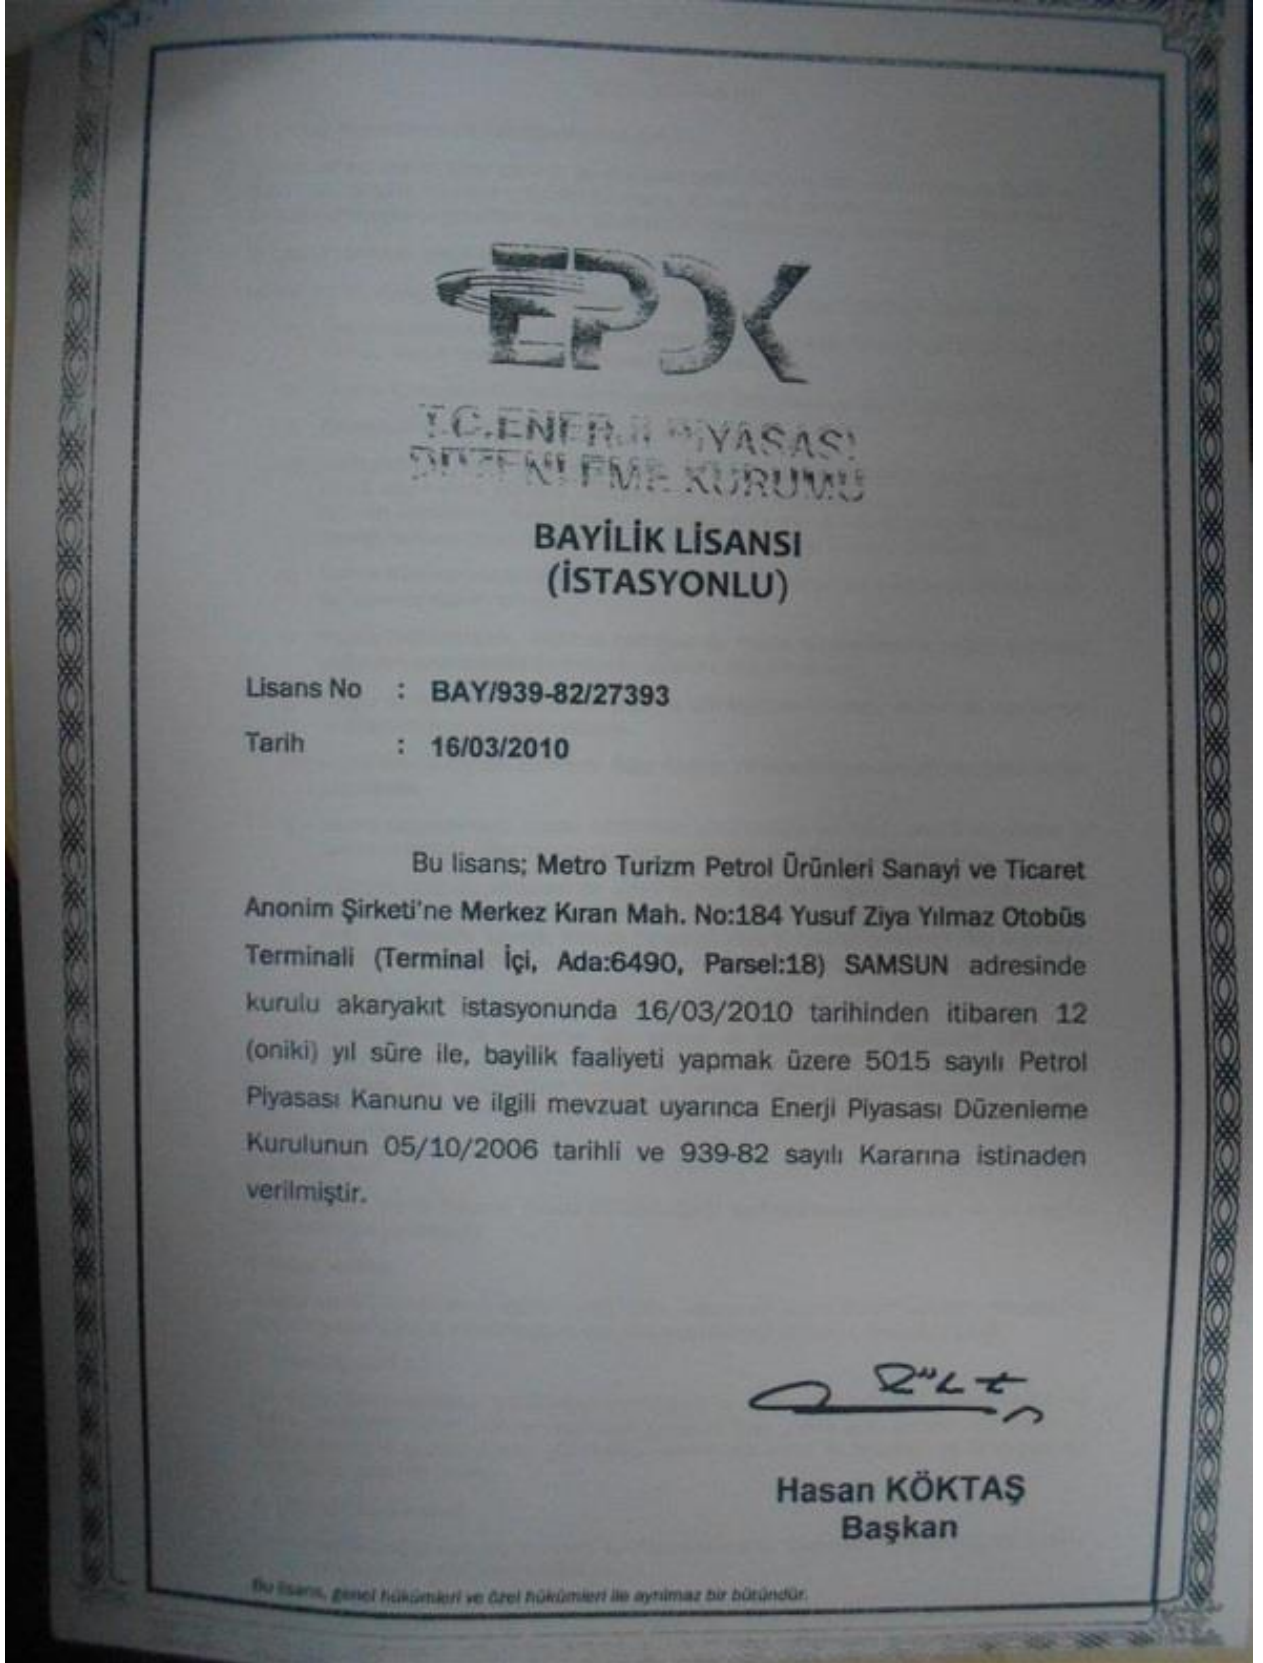 EPDK
T.C. ENERJİ PİYASASI
DÜZENLEME KURUMU
BAYİLİK LİSANSI
(İSTASYONLU)
Lisans No : BAY/939-82/27393
Tarih : 16/03/2010
Bu lisans; Metro Turizm Petrol Ürünleri Sanayi ve Ticaret
Anonim Şirketi'ne Merkez Kıran Mah. No:184 Yusuf Ziya Yılmaz Otobüs
Terminali (Terminal İçi, Ada:6490, Parsel:18) SAMSUN adresinde
kurulu akaryakıt istasyonunda 16/03/2010 tarihinden itibaren 12
(oniki) yıl süre ile, bayilik faaliyeti yapmak üzere 5015 sayılı Petrol
Piyasası Kanunu ve ilgili mevzuat uyarınca Enerji Piyasası Düzenleme
Kurulunun 05/10/2006 tarihli ve 939-82 sayılı Kararına istinaden
verilmiştir.
Hasan KÖKTAŞ
Başkan
Bu lisans, genel hükümleri ve özel hükümleri ile ayrılmaz bir bütündür.